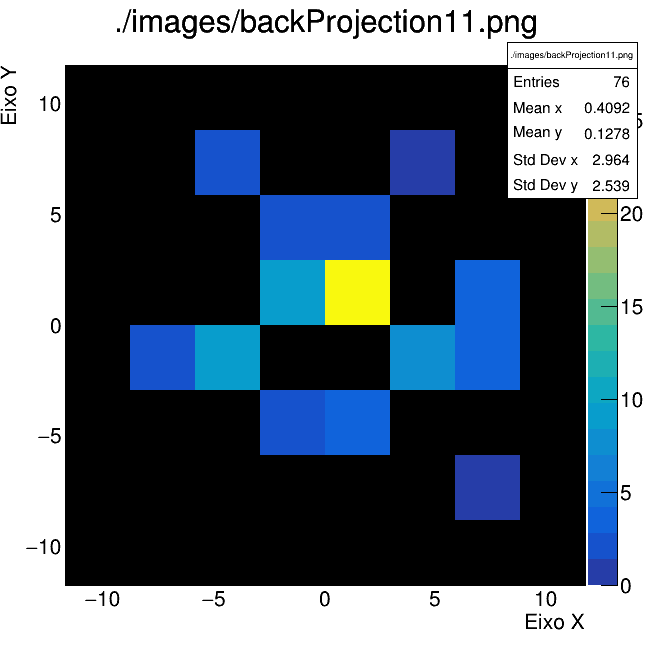 ./images/backProjection11.png
./images/backProjection11.png
Entries 76
Mean x 0.4092
Mean y 0.1278
Std Dev x 2.964
Std Dev y 2.539
Eixo Y
10
5
0
−5
−10
20
15
10
5
0
−10 −5 0 5 10
Eixo X